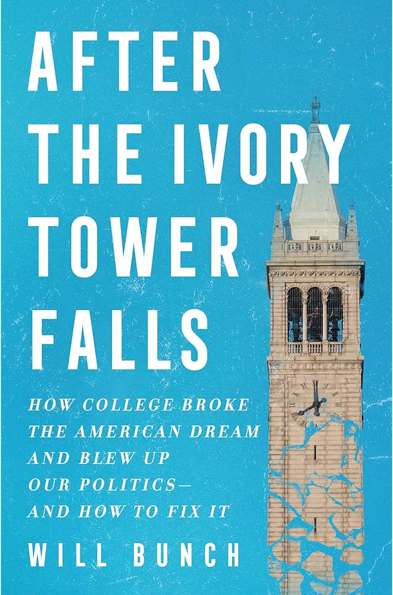 AFTER
THE IVORY
TOWER
FALLS
HOW COLLEGE BROKE
THE AMERICAN DREAM
AND BLEW UP
OUR POLITICS—
AND HOW TO FIX IT
WILL BUNCH